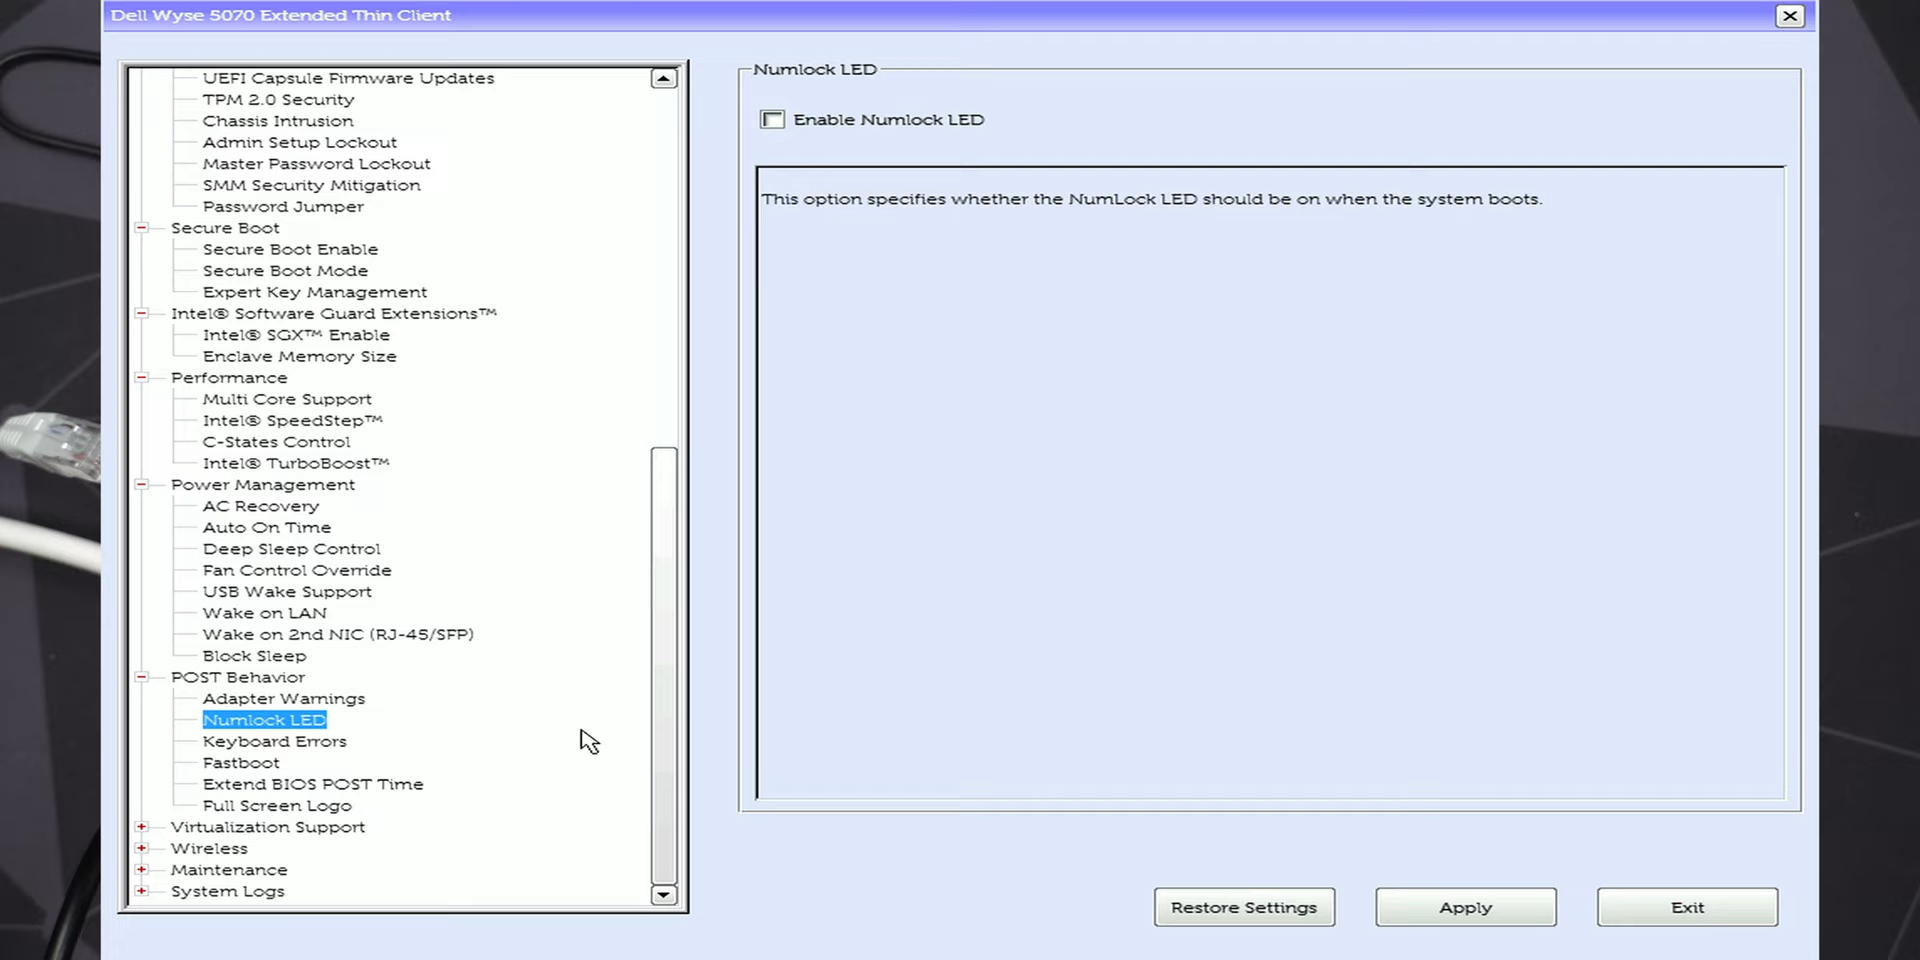 Dell Wyse 5070 Extended Thin Client
UEFI Capsule Firmware Updates
TPM 2.0 Security
Chassis Intrusion
Admin Setup Lockout
Master Password Lockout
SMM Security Mitigation
Password Jumper
Secure Boot
Secure Boot Enable
Secure Boot Mode
Expert Key Management
Intel® Software Guard Extensions™
Intel® SGX™ Enable
Enclave Memory Size
Performance
Multi Core Support
Intel® SpeedStep™
C-States Control
Intel® TurboBoost™
Power Management
AC Recovery
Auto On Time
Deep Sleep Control
Fan Control Override
USB Wake Support
Wake on LAN
Wake on 2nd NIC (RJ-45/SFP)
Block Sleep
POST Behavior
Adapter Warnings
Numlock LED
Keyboard Errors
Fastboot
Extend BIOS POST Time
Full Screen Logo
Virtualization Support
Wireless
Maintenance
System Logs
Numlock LED
Enable Numlock LED
This option specifies whether the NumLock LED should be on when the system boots.
Restore Settings
Apply
Exit